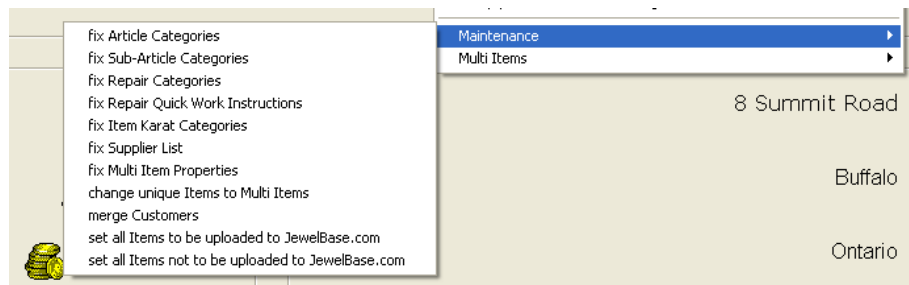 fix Article Categories
fix Sub-Article Categories
fix Repair Categories
fix Repair Quick Work Instructions
fix Item Karat Categories
fix Supplier List
fix Multi Item Properties
change unique Items to Multi Items
merge Customers
set all Items to be uploaded to JewelBase.com
set all Items not to be uploaded to JewelBase.com
Maintenance
Multi Items
8 Summit Road
Buffalo
Ontario